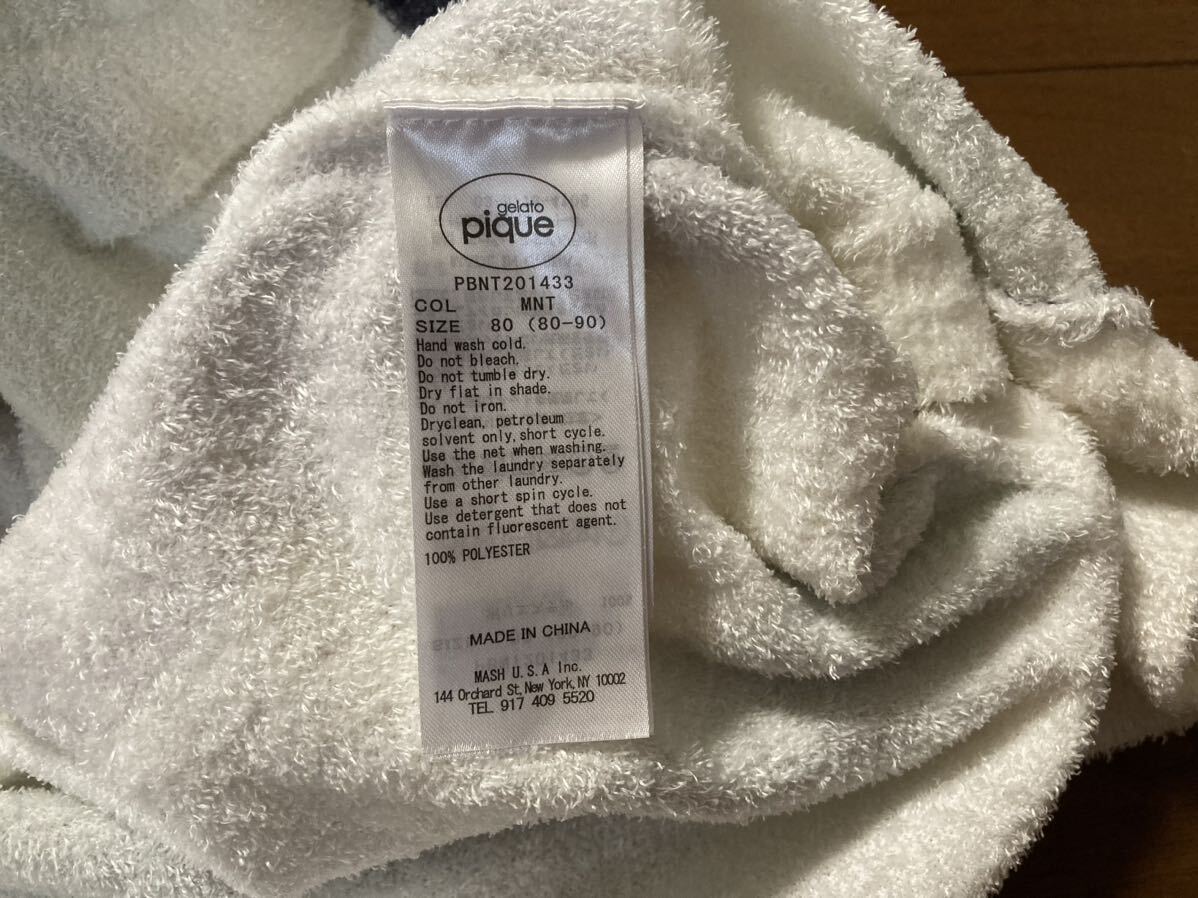 gelato
pique
PBNT201433
COL MNT
SIZE 80 (80-90)
Hand wash cold.
Do not bleach.
Do not tumble dry.
Dry flat in shade.
Do not iron.
Dryclean, petroleum
solvent only, short cycle.
Use the net when washing.
Wash the laundry separately
from other laundry.
Use a short spin cycle.
Use detergent that does not
contain fluorescent agent.
100% POLYESTER
MADE IN CHINA
MASH U.S.A Inc.
144 Orchard St, New York, NY 10002
TEL 917 409 5520